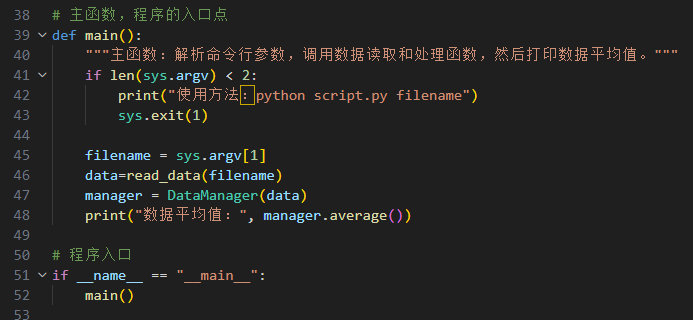 38 # 主函数，程序的入口点
39 def main():
40     """主函数：解析命令行参数，调用数据读取和处理函数，然后打印数据平均值。"""
41     if len(sys.argv) < 2:
42         print("使用方法：python script.py filename")
43         sys.exit(1)
44
45     filename = sys.argv[1]
46     data=read_data(filename)
47     manager = DataManager(data)
48     print("数据平均值：", manager.average())
49
50 # 程序入口
51 if __name__ == "__main__":
52     main()
53